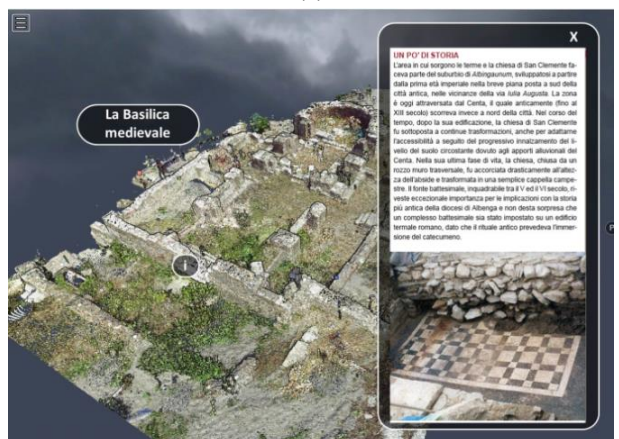 La Basilica
medievale
i
X
UN PO' DI STORIA
L'area in cui sorgono le terme e la chiesa di San Clemente fa-
ceva parte del suburbio di Albingaunum, sviluppatosi a partire
dalla prima età imperiale nella breve piana posta a sud della
città antica, nelle vicinanze della via Iulia Augusta. La zona
è oggi attraversata dal Centa, il quale anticamente (fino al
XIII secolo) scorreva invece a nord della città. Nel corso del
tempo, dopo la sua edificazione, la chiesa di San Clemente
fu sottoposta a continue trasformazioni, anche per adattarne
l'accessibilità a seguito del progressivo innalzamento del li-
vello del suolo circostante dovuto agli apporti alluvionali del
Centa. Nella sua ultima fase di vita, la chiesa, chiusa da un
rozzo muro trasversale, fu accorciata drasticamente all'altez-
za dell'abside e trasformata in una semplice cappella campe-
stre. Il fonte battesimale, inquadrabile tra il V ed il VI secolo, ri-
veste eccezionale importanza per le implicazioni con la storia
più antica della diocesi di Albenga e non desta sorpresa che
un complesso battesimale sia stato impostato su un edificio
termale romano, dato che il rituale antico prevedeva l'immer-
sione del catecumeno.
P